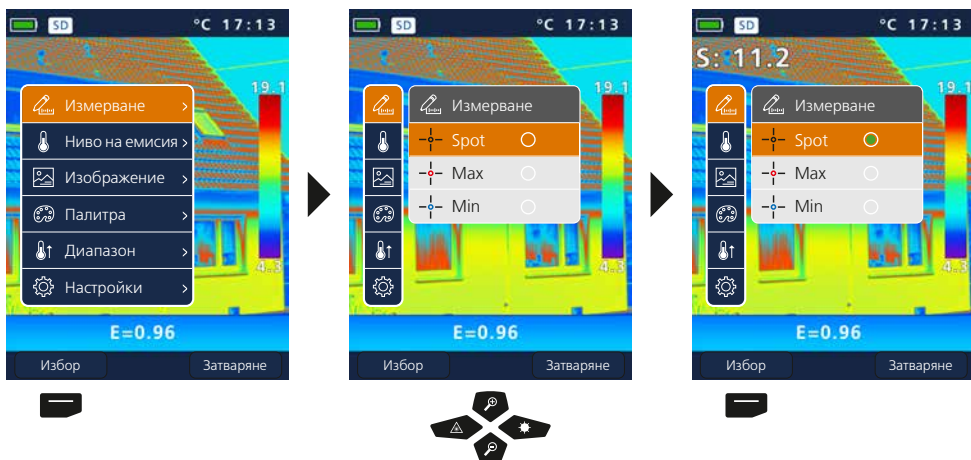 SD °C 17:13
19.1
Измерване
Ниво на емисия
Изображение
Палитра
Диапазон
Настройки
4.3
E=0.96
Избор Затваряне
SD °C 17:13
19.1
Измерване
Spot
Max
Min
4.3
E=0.96
Избор Затваряне
SD °C 17:13
S: 11.2
19.1
Измерване
Spot
Max
Min
4.3
E=0.96
Избор Затваряне